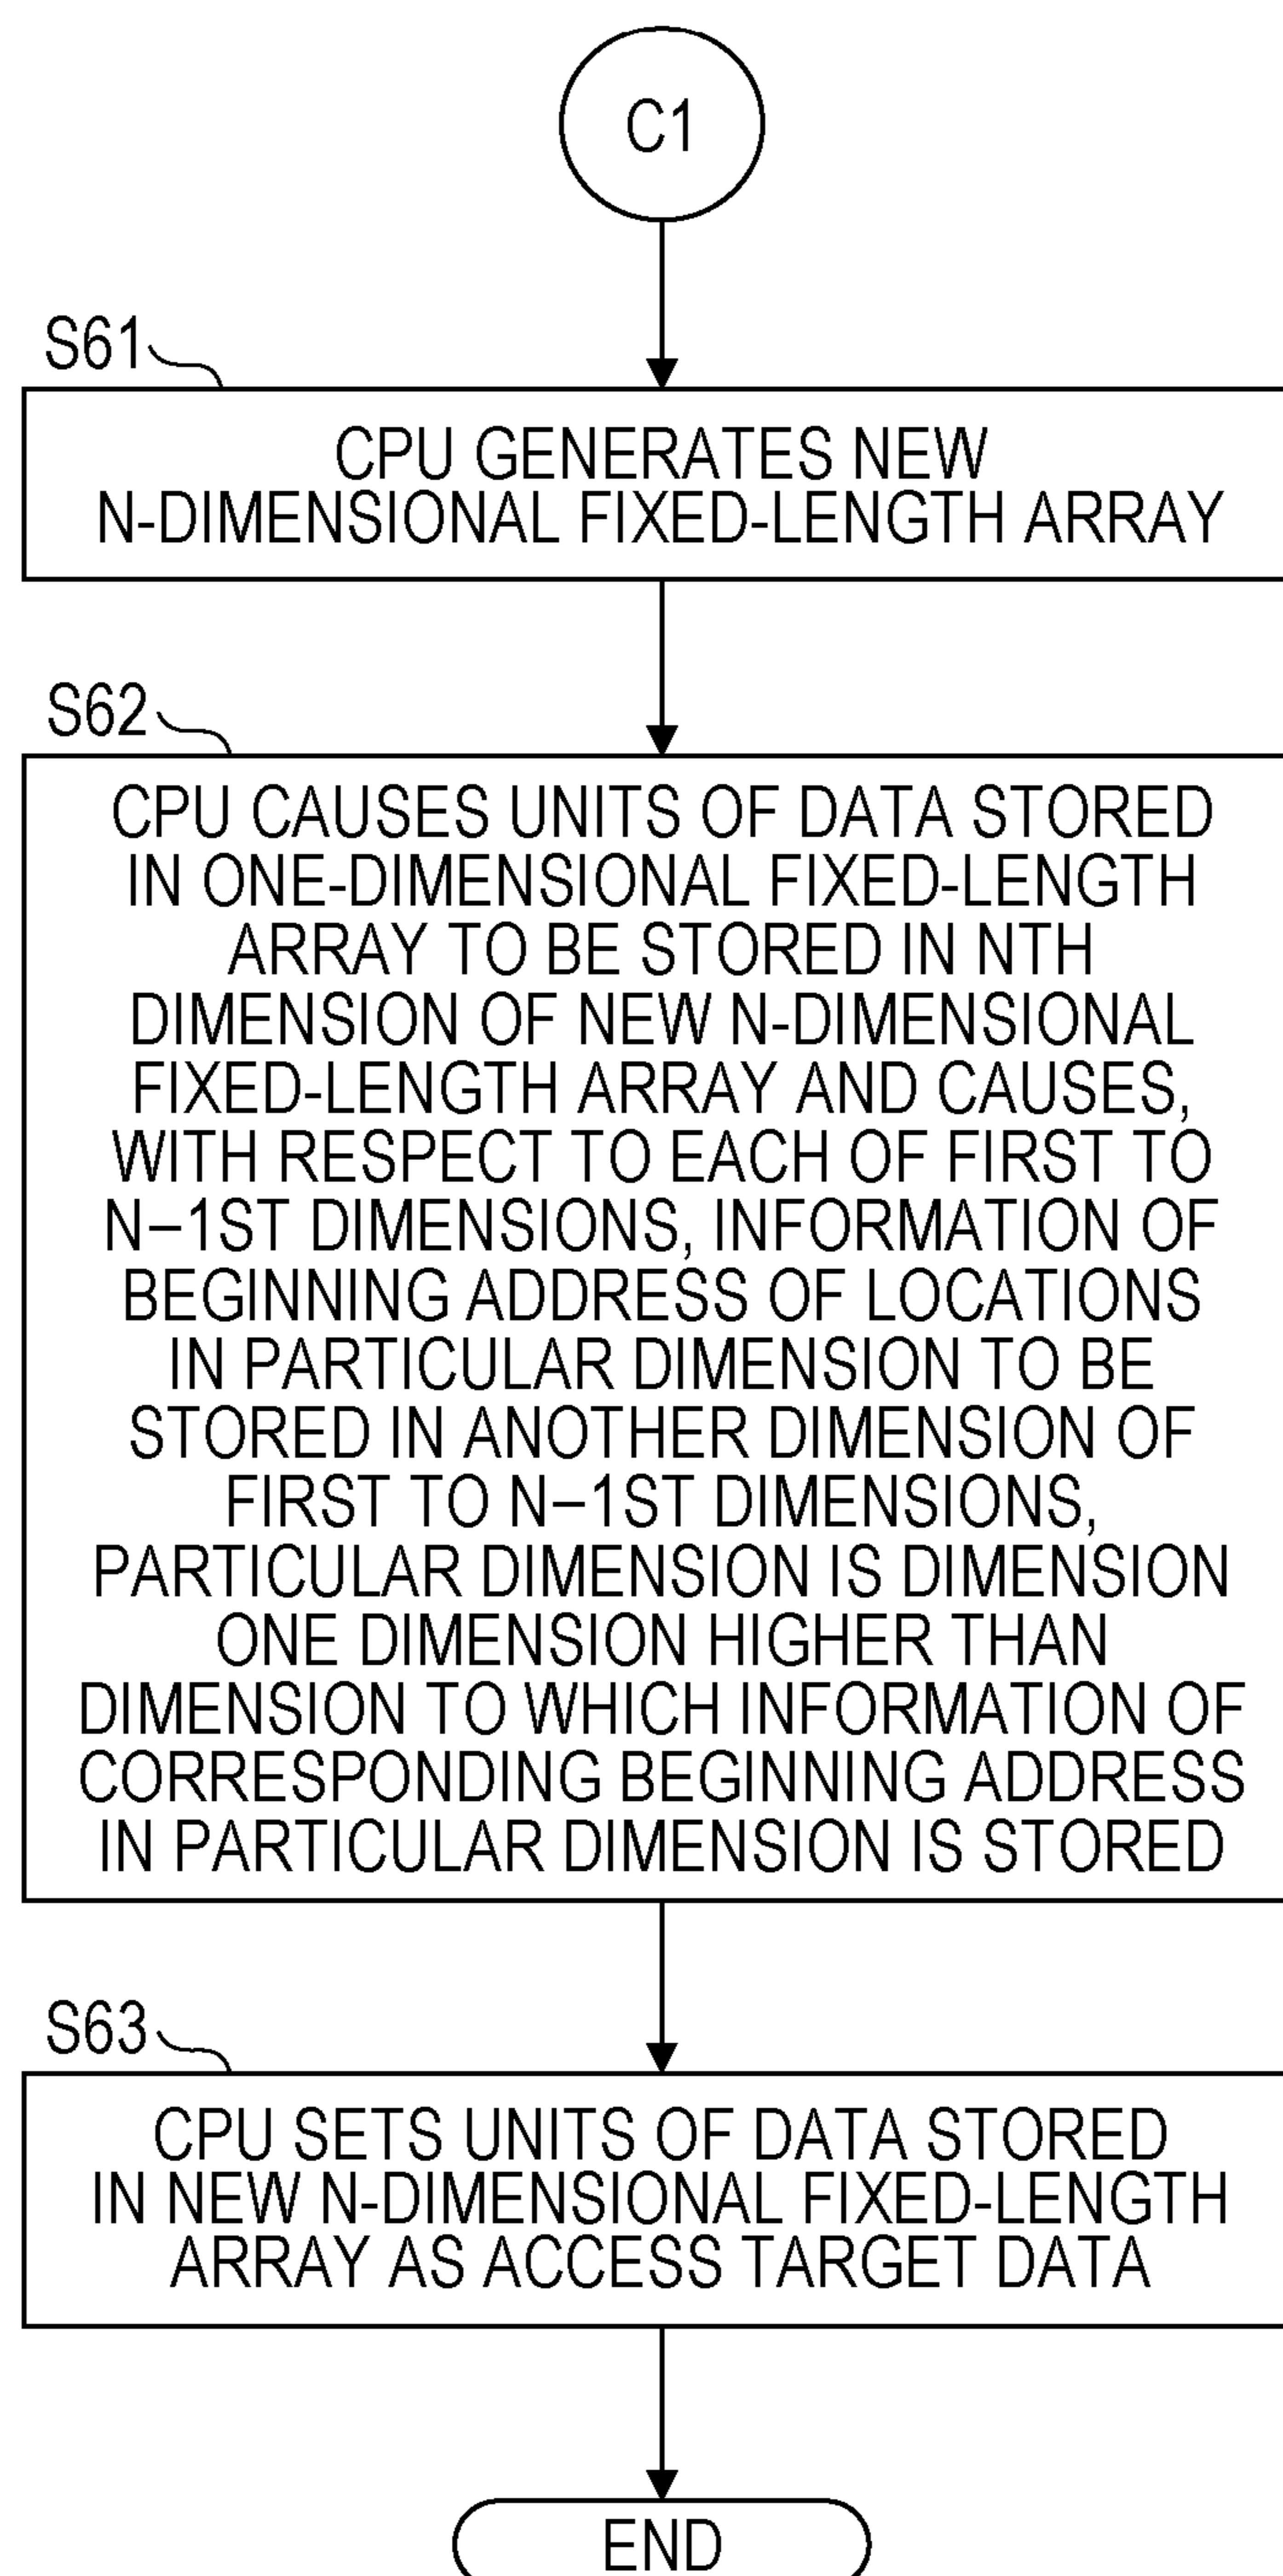 C1
S61
CPU GENERATES NEW
N-DIMENSIONAL FIXED-LENGTH ARRAY
S62
CPU CAUSES UNITS OF DATA STORED
IN ONE-DIMENSIONAL FIXED-LENGTH
ARRAY TO BE STORED IN NTH
DIMENSION OF NEW N-DIMENSIONAL
FIXED-LENGTH ARRAY AND CAUSES,
WITH RESPECT TO EACH OF FIRST TO
N–1ST DIMENSIONS, INFORMATION OF
BEGINNING ADDRESS OF LOCATIONS
IN PARTICULAR DIMENSION TO BE
STORED IN ANOTHER DIMENSION OF
FIRST TO N–1ST DIMENSIONS,
PARTICULAR DIMENSION IS DIMENSION
ONE DIMENSION HIGHER THAN
DIMENSION TO WHICH INFORMATION OF
CORRESPONDING BEGINNING ADDRESS
IN PARTICULAR DIMENSION IS STORED
S63
CPU SETS UNITS OF DATA STORED
IN NEW N-DIMENSIONAL FIXED-LENGTH
ARRAY AS ACCESS TARGET DATA
END